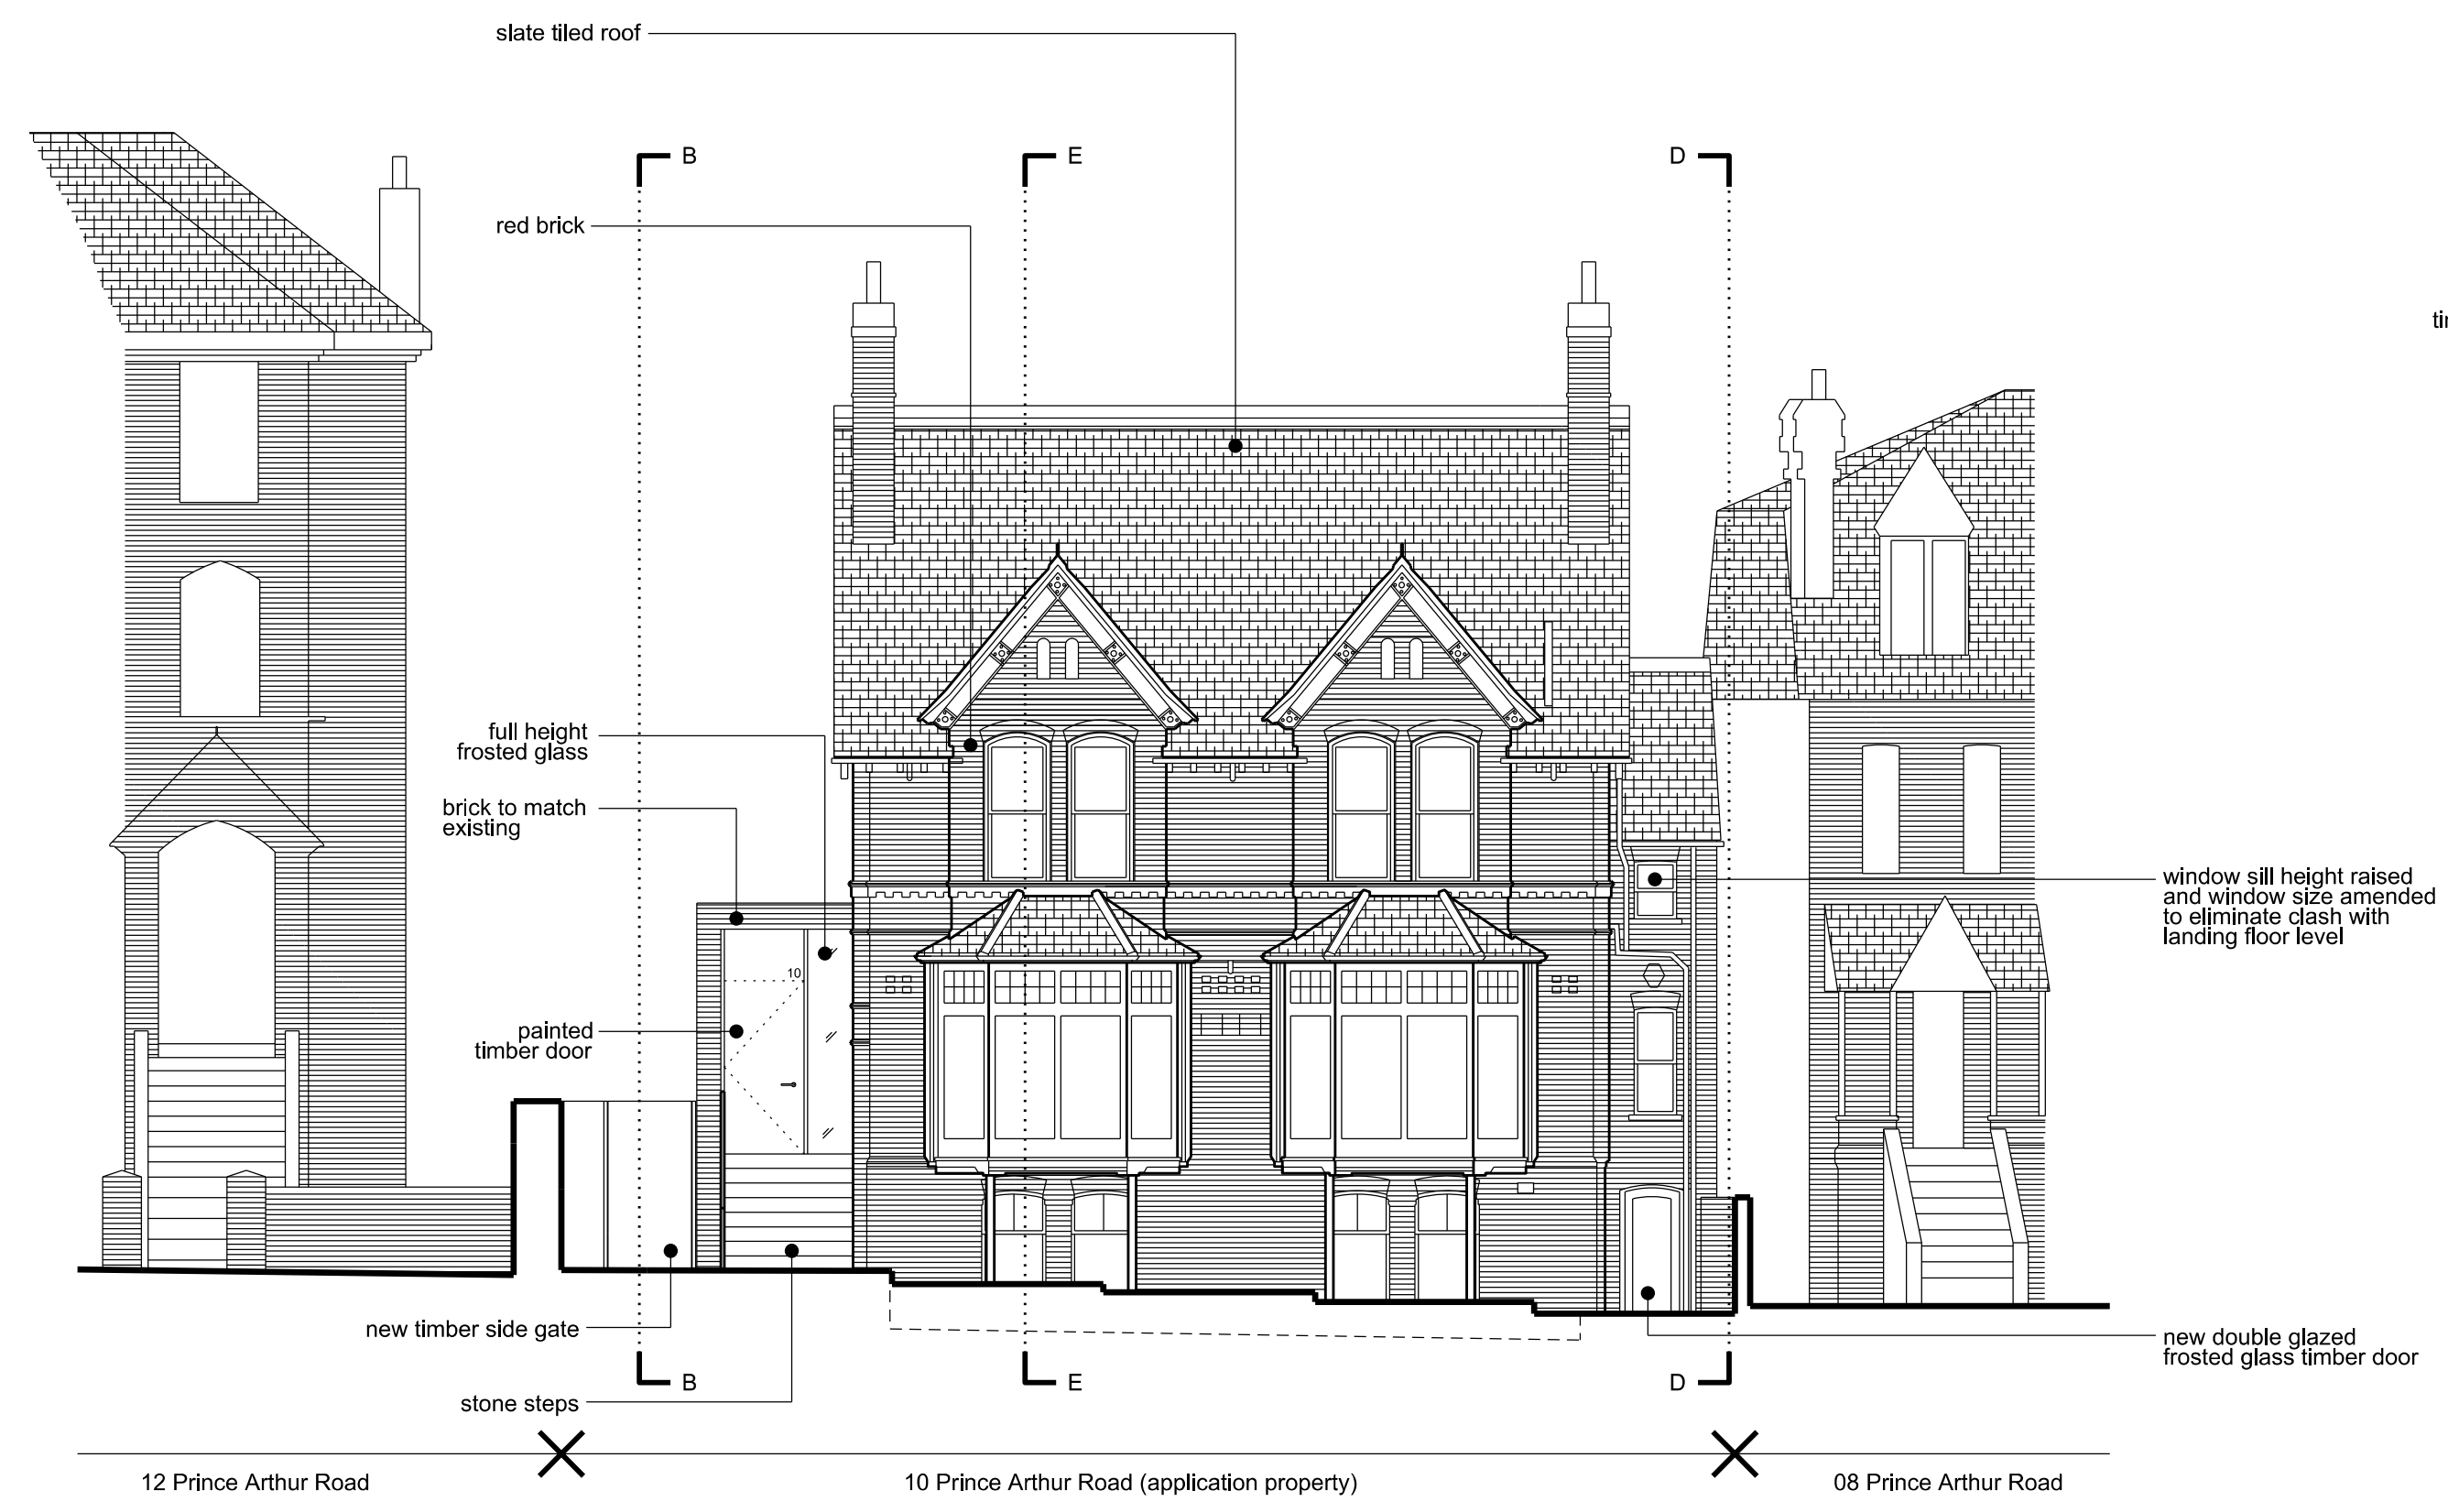 slate tiled roof
B
E
D
red brick
tir
full height
frosted glass
brick to match
existing
window sill height raised
and window size amended
to eliminate clash with
landing floor level
10
painted
timber door
new timber side gate
new double glazed
frosted glass timber door
B
E
D
stone steps
12 Prince Arthur Road
10 Prince Arthur Road (application property)
08 Prince Arthur Road